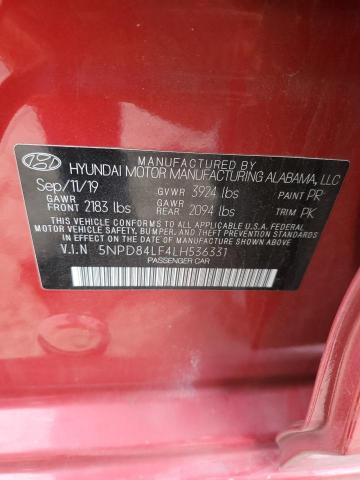 MANUFACTURED BY
HYUNDAI MOTOR MANUFACTURING ALABAMA, LLC
Sep/11/19 GVWR 3924 lbs PAINT PR
GAWR FRONT 2183 lbs GAWR REAR 2094 lbs TRIM PK
THIS VEHICLE CONFORMS TO ALL APPLICABLE U.S. FEDERAL
MOTOR VEHICLE SAFETY, BUMPER, AND THEFT PREVENTION STANDARDS
IN EFFECT ON THE DATE OF MANUFACTURE SHOWN ABOVE.
V.I.N 5NPD84LF4LH536331
PASSENGER CAR